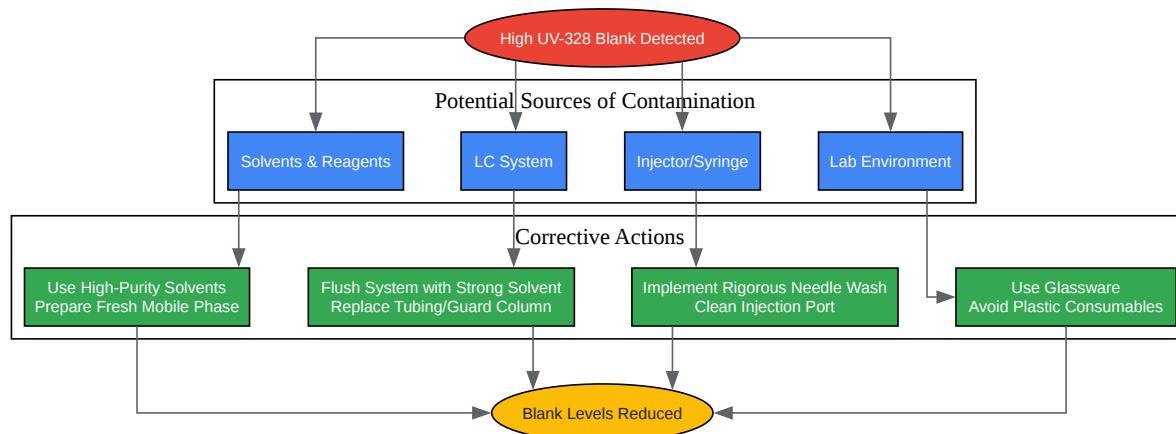 High UV-328 Blank Detected
Potential Sources of Contamination
Solvents & Reagents
LC System
Injector/Syringe
Lab Environment
Corrective Actions
Use High-Purity Solvents
Prepare Fresh Mobile Phase
Flush System with Strong Solvent
Replace Tubing/Guard Column
Implement Rigorous Needle Wash
Clean Injection Port
Use Glassware
Avoid Plastic Consumables
Blank Levels Reduced